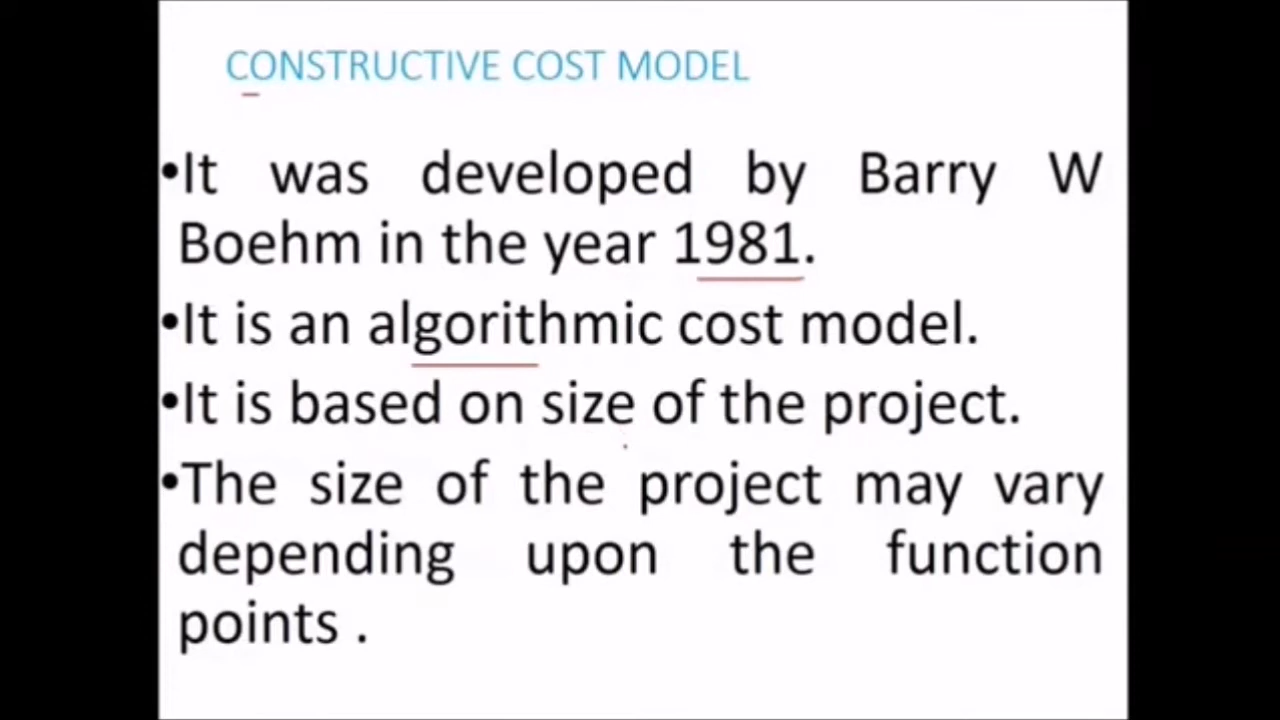 CONSTRUCTIVE COST MODEL
•It was developed by Barry W
Boehm in the year 1981.
•It is an algorithmic cost model.
•It is based on size of the project.
•The size of the project may vary
depending upon the function
points .